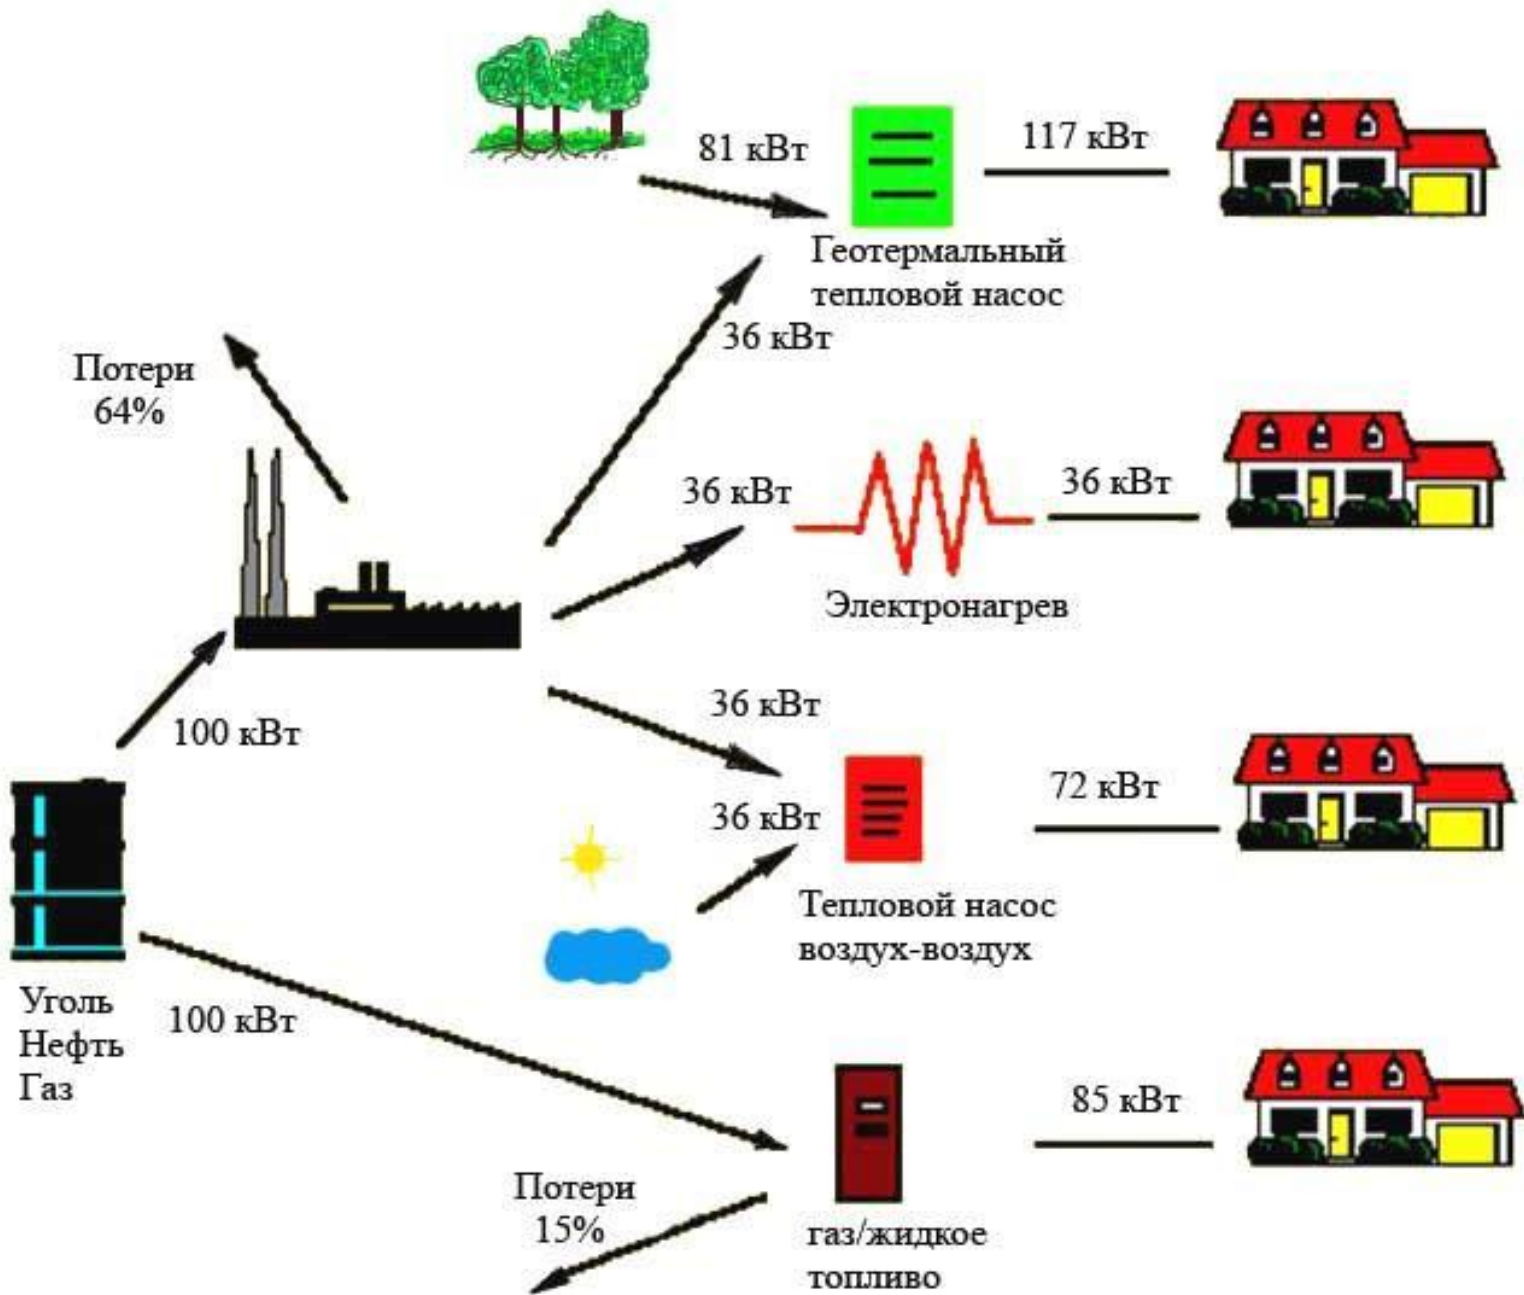 81 кВт
117 кВт
Геотермальный
тепловой насос
36 кВт
Потери
64%
36 кВт
36 кВт
Электронагрев
100 кВт
36 кВт
36 кВт
72 кВт
Тепловой насос
воздух-воздух
Уголь
Нефть
Газ
100 кВт
85 кВт
Потери
15%
газ/жидкое
топливо